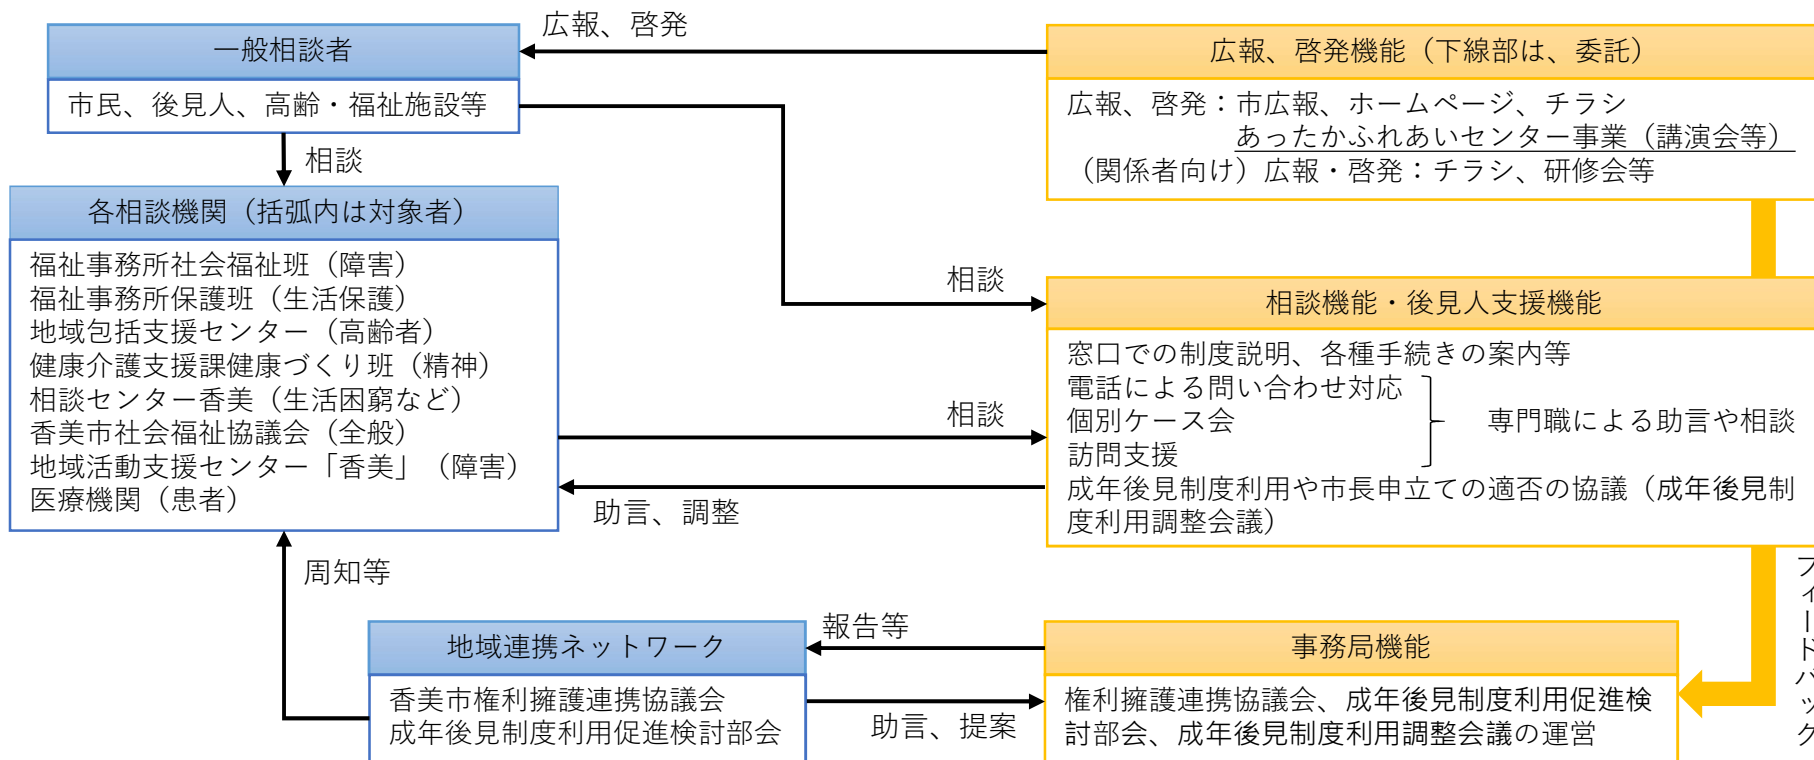 広報、啓発
一般相談者
市民、後見人、高齢・福祉施設等
相談
広報、啓発機能（下線部は、委託）
広報、啓発：市広報、ホームページ、チラシ
あったかふれあいセンター事業（講演会等）
（関係者向け）広報・啓発：チラシ、研修会等
各相談機関（括弧内は対象者）
福祉事務所社会福祉班（障害）
福祉事務所保護班（生活保護）
地域包括支援センター（高齢者）
健康介護支援課健康づくり班（精神）
相談センター香美（生活困窮など）
香美市社会福祉協議会（全般）
地域活動支援センター「香美」（障害）
医療機関（患者）
相談
相談
助言、調整
相談機能・後見人支援機能
窓口での制度説明、各種手続きの案内等
電話による問い合わせ対応
個別ケース会
訪問支援
専門職による助言や相談
成年後見制度利用や市長申立ての適否の協議（成年後見制
度利用調整会議）
周知等
フィードバック
地域連携ネットワーク
香美市権利擁護連携協議会
成年後見制度利用促進検討部会
報告等
助言、提案
事務局機能
権利擁護連携協議会、成年後見制度利用促進検
討部会、成年後見制度利用調整会議の運営